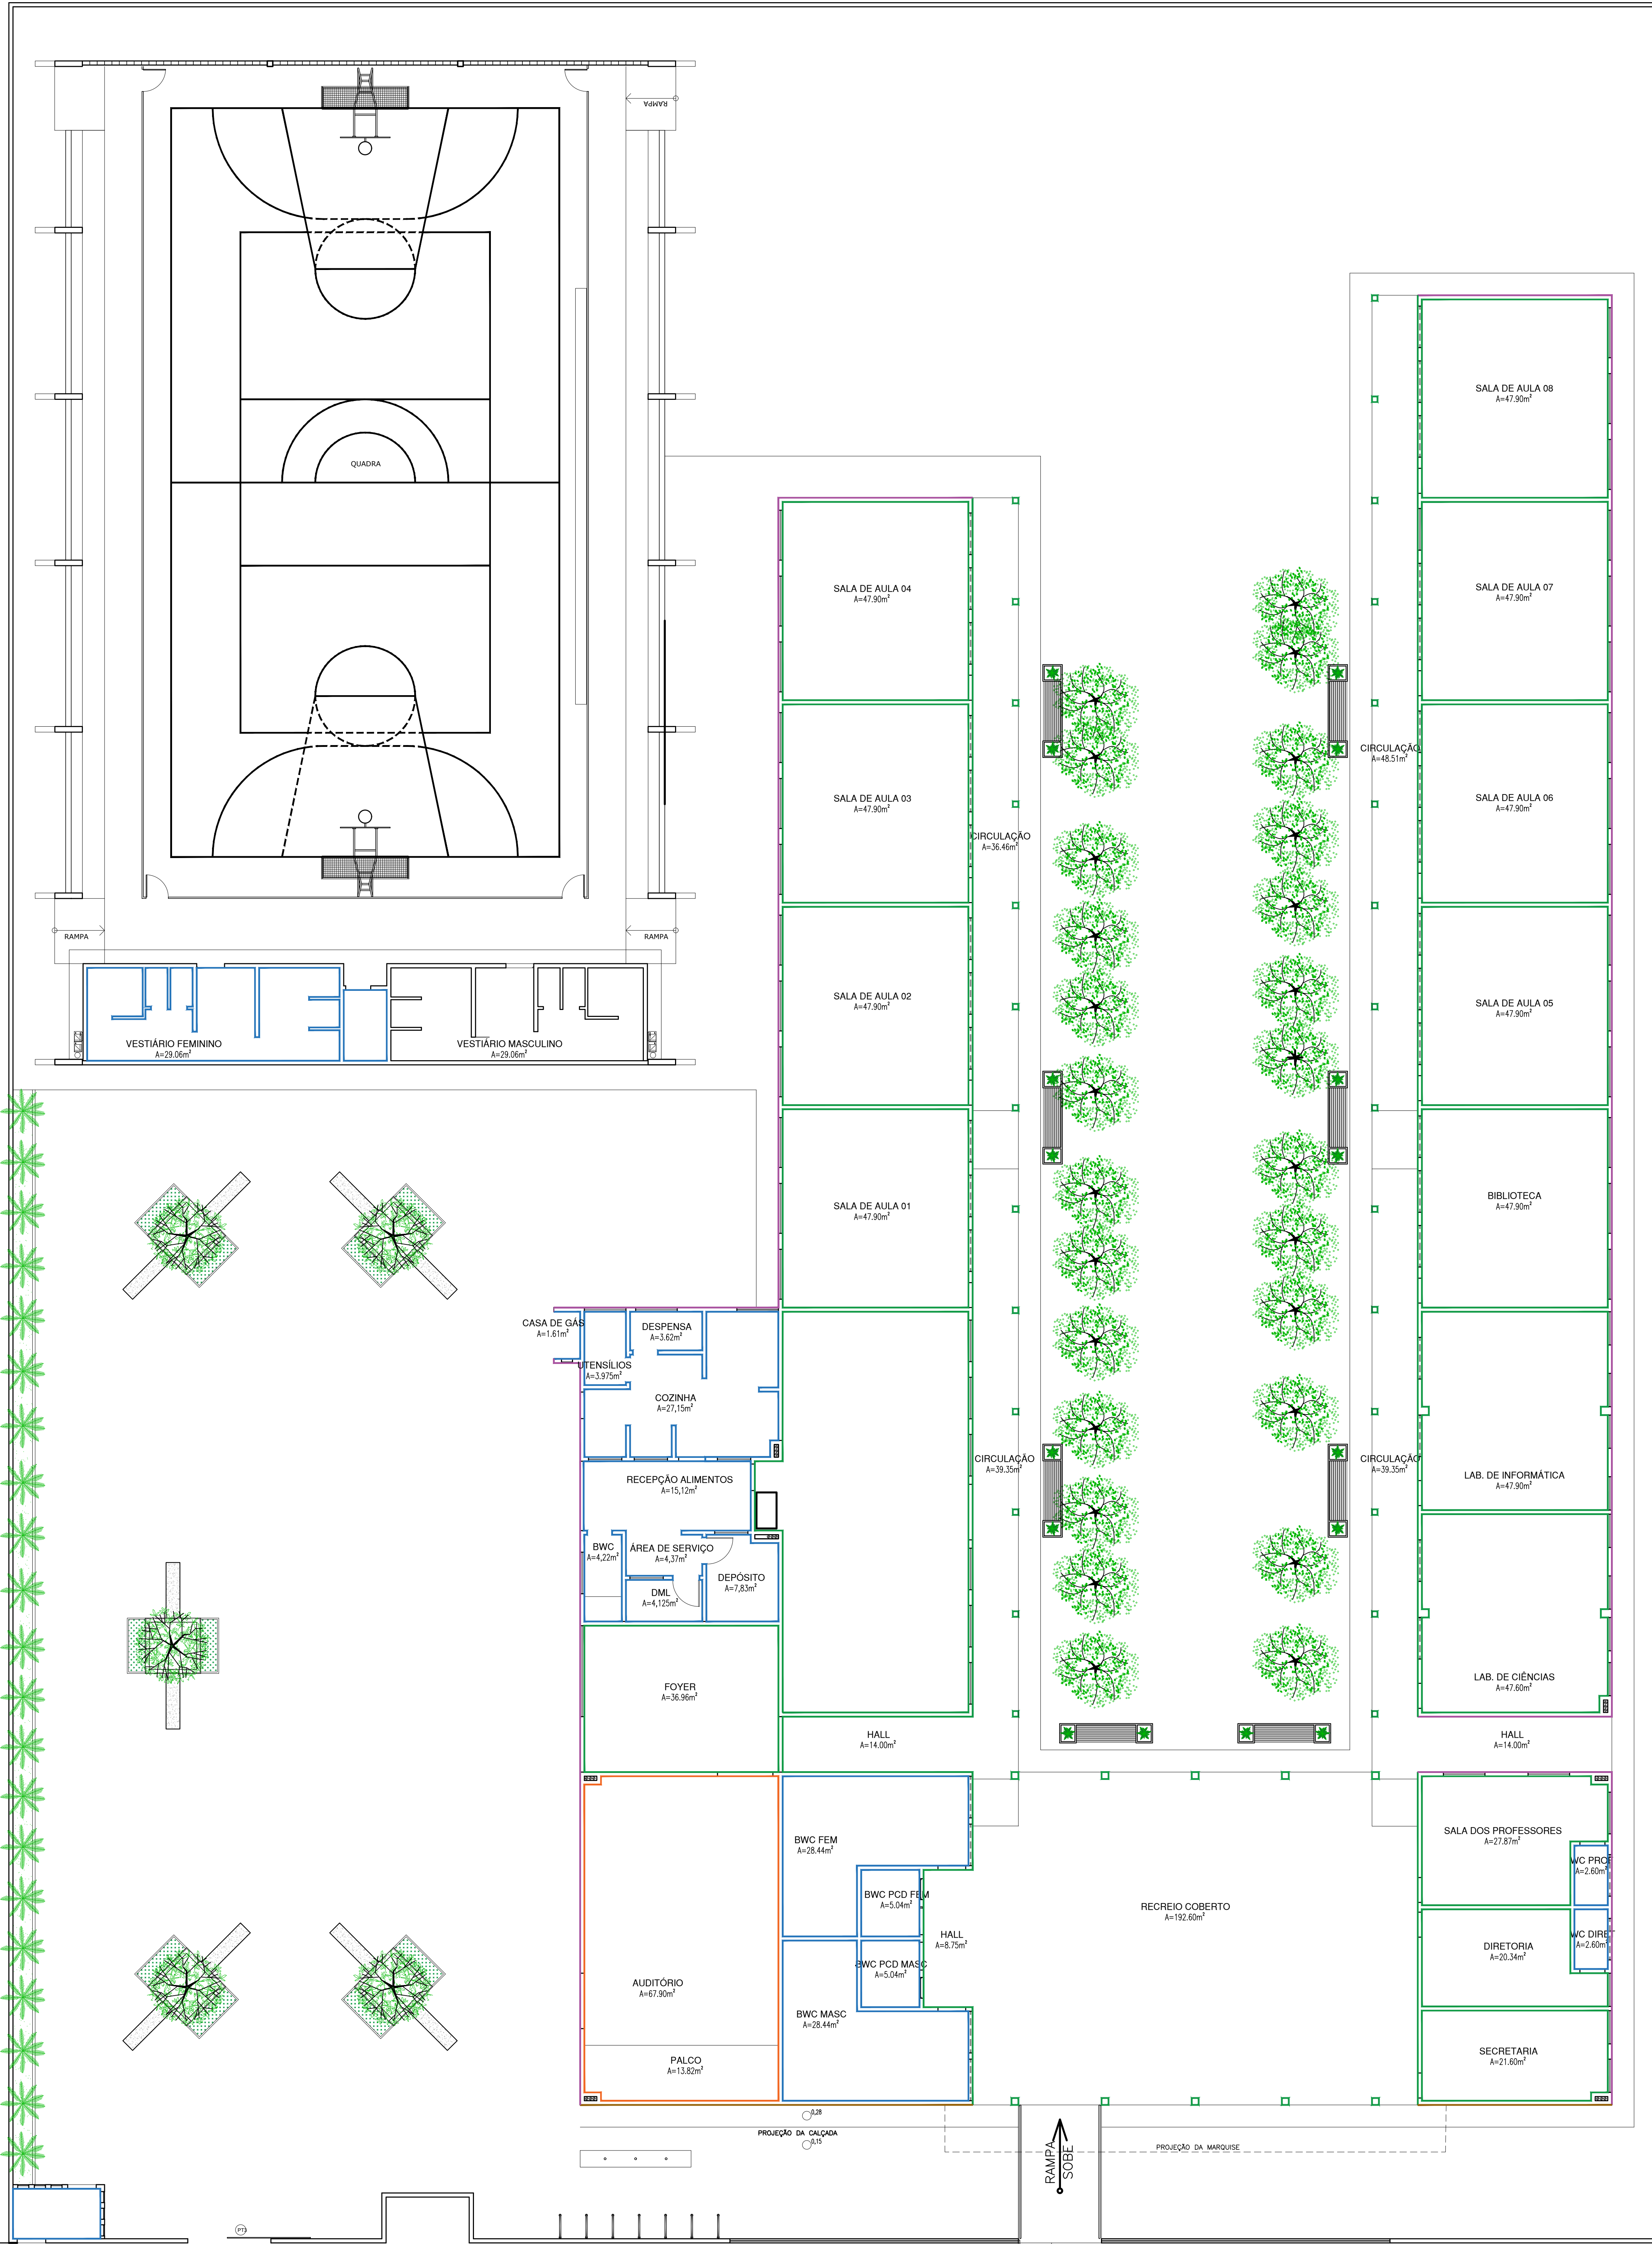 RAMPA
QUADRA
RAMPA
RAMPA
VESTIÁRIO FEMININO
A=29.06m²
VESTIÁRIO MASCULINO
A=29.06m²
SALA DE AULA 08
A=47.90m²
SALA DE AULA 04
A=47.90m²
SALA DE AULA 07
A=47.90m²
CIRCULAÇÃO
A=48.51m²
SALA DE AULA 03
A=47.90m²
SALA DE AULA 06
A=47.90m²
CIRCULAÇÃO
A=36.46m²
SALA DE AULA 02
A=47.90m²
SALA DE AULA 05
A=47.90m²
SALA DE AULA 01
A=47.90m²
BIBLIOTECA
A=47.90m²
CASA DE GÁS
A=1.61m²
DESPENSA
A=3.62m²
UTENSÍLIOS
A=3.975m²
COZINHA
A=27,15m²
RECEPÇÃO ALIMENTOS
A=15,12m²
CIRCULAÇÃO
A=39.35m²
CIRCULAÇÃO
A=39.35m²
LAB. DE INFORMÁTICA
A=47.90m²
BWC
A=4,22m²
ÁREA DE SERVIÇO
A=4,37m²
DEPÓSITO
A=7,83m²
DML
A=4,125m²
FOYER
A=36.96m²
LAB. DE CIÊNCIAS
A=47.60m²
HALL
A=14.00m²
HALL
A=14.00m²
BWC FEM
A=28.44m²
SALA DOS PROFESSORES
A=27.87m²
WC PROF
A=2.60m²
BWC PCD FEM
A=5.04m²
RECREIO COBERTO
A=192.60m²
HALL
A=8.75m²
WC DIRET
A=2.60m²
DIRETORIA
A=20.34m²
BWC PCD MASC
A=5.04m²
AUDITÓRIO
A=67.90m²
BWC MASC
A=28.44m²
PALCO
A=13.82m²
SECRETARIA
A=21.60m²
0,28
PROJEÇÃO DA CALÇADA
0,15
PROJEÇÃO DA MARQUISE
RAMPA
SOBE
PT3